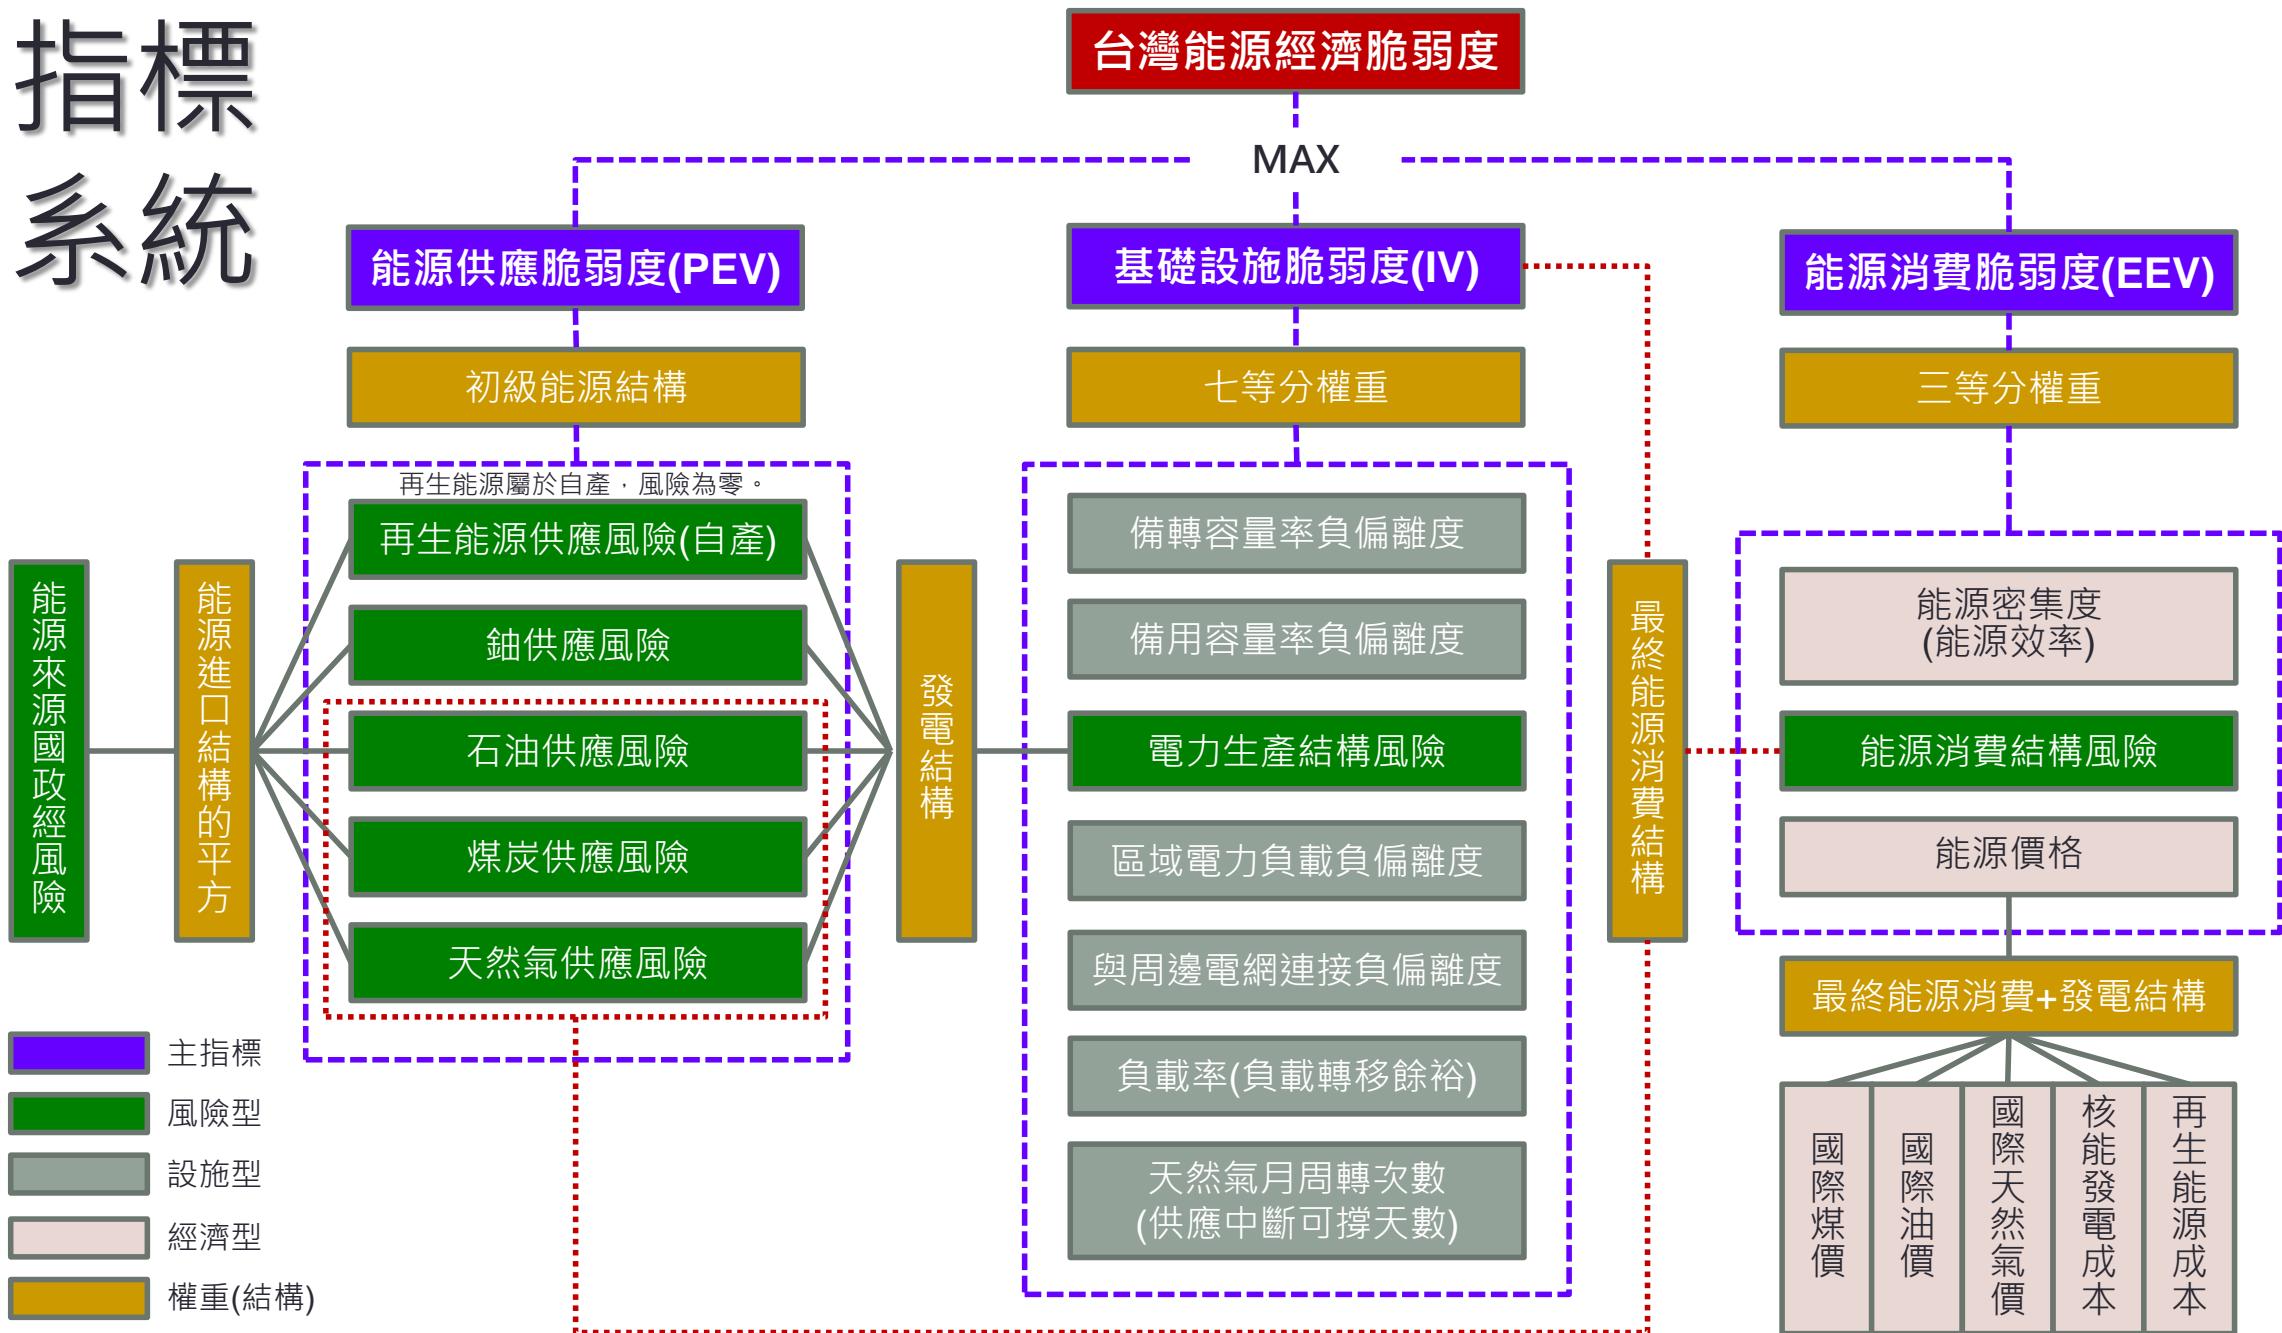 指標
系統
台灣能源經濟脆弱度
MAX
能源供應脆弱度(PEV)
基礎設施脆弱度(IV)
能源消費脆弱度(EEV)
初級能源結構
七等分權重
三等分權重
再生能源屬於自產，風險為零。
能源來源國政經風險
能源進口結構的平方
再生能源供應風險(自產)
鈾供應風險
石油供應風險
煤炭供應風險
天然氣供應風險
發電結構
備轉容量率負偏離度
備用容量率負偏離度
電力生產結構風險
區域電力負載負偏離度
與周邊電網連接負偏離度
負載率(負載轉移餘裕)
天然氣月周轉次數
(供應中斷可撐天數)
最終能源消費結構
能源密集度
(能源效率)
能源消費結構風險
能源價格
最終能源消費+發電結構
國際煤價
國際油價
國際天然氣價
核能發電成本
再生能源成本
主指標
風險型
設施型
經濟型
權重(結構)